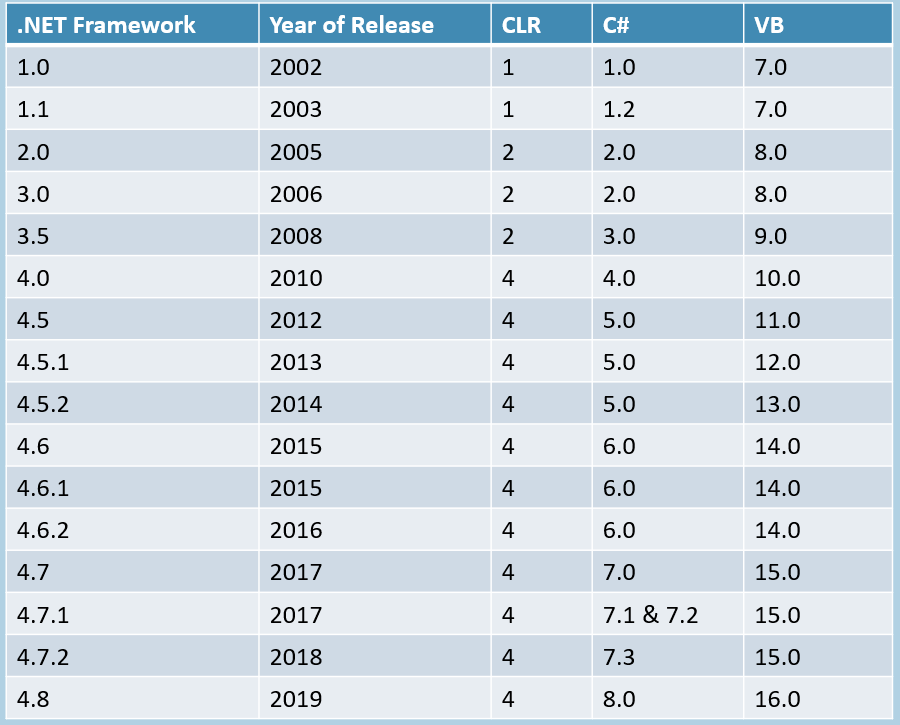 .NET Framework Year of Release CLR C# VB
1.0 2002 1 1.0 7.0
1.1 2003 1 1.2 7.0
2.0 2005 2 2.0 8.0
3.0 2006 2 2.0 8.0
3.5 2008 2 3.0 9.0
4.0 2010 4 4.0 10.0
4.5 2012 4 5.0 11.0
4.5.1 2013 4 5.0 12.0
4.5.2 2014 4 5.0 13.0
4.6 2015 4 6.0 14.0
4.6.1 2015 4 6.0 14.0
4.6.2 2016 4 6.0 14.0
4.7 2017 4 7.0 15.0
4.7.1 2017 4 7.1 & 7.2 15.0
4.7.2 2018 4 7.3 15.0
4.8 2019 4 8.0 16.0